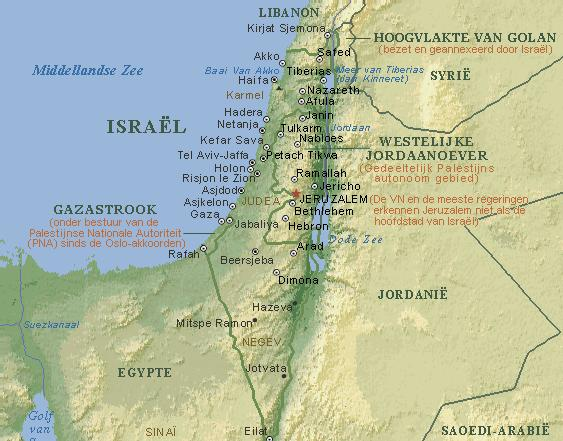 LIBANON
Kirjat Sjemona
HOOGVLAKTE VAN GOLAN
(bezet en geannexeerd door Israël)
Safed
Akko
Middellandse Zee
Baai Van Akko
Tiberias
Meer van Tiberias
(van Kinneret)
SYRIË
Haifa
Karmel
Nazareth
Afula
Hadera
Janin
ISRAËL
Netanja
Tulkarm
Jordaan
Kefar Sava
Nabloes
WESTELIJKE
JORDAANOEVER
(Gedeeltelijk Palestijns
autonoom gebied)
Tel Aviv-Jaffa
Petach Tikwa
Holon
Ramallah
Risjon le Zion
Jericho
Asjdod
JERUZALEM
(De VN en de meeste regeringen
erkennen Jeruzalem niet als de
hoofdstad van Israël)
JUDEA
Asjkelon
Bethlehem
GAZASTROOK
(onder bestuur van de
Palestijnse Nationale Autoriteit
(PNA) sinds de Oslo-akkoorden)
Gaza
Jabaliya
Hebron
Dode Zee
Rafah
Arad
Beersjeba
Dimona
JORDANIË
Hazeva
Suezkanaal
Mitspe Ramon
NEGEV
EGYPTE
Jotvata
Golf
van
SINAÏ
Eilat
SAOEDI-ARABIË